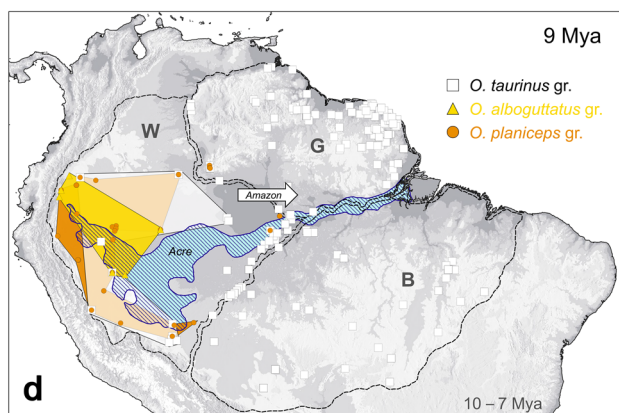 9 Mya
O. taurinus gr.
O. alboguttatus gr.
O. planiceps gr.
W
G
Amazon
Acre
B
d
10 – 7 Mya